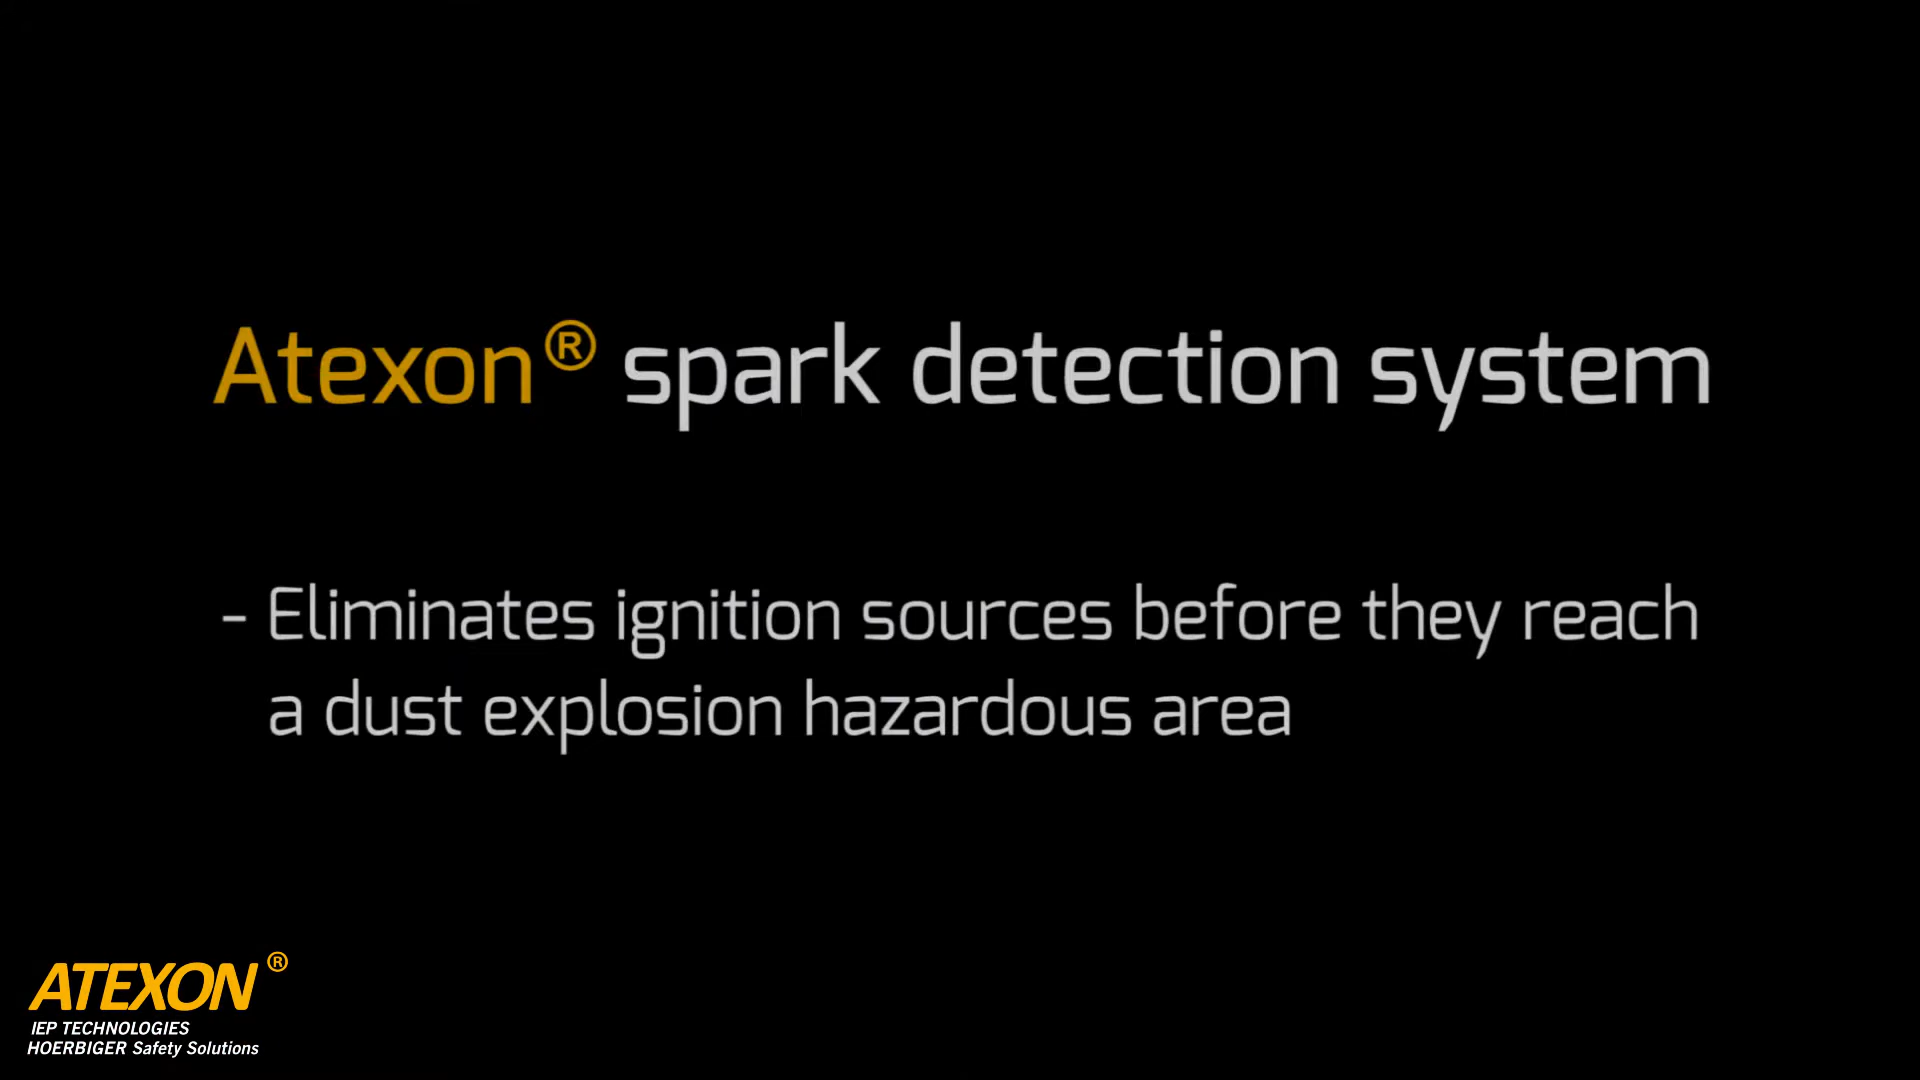 Atexon® spark detection system
- Eliminates ignition sources before they reach
a dust explosion hazardous area
ATEXON®
IEP TECHNOLOGIES
HOERBIGER Safety Solutions